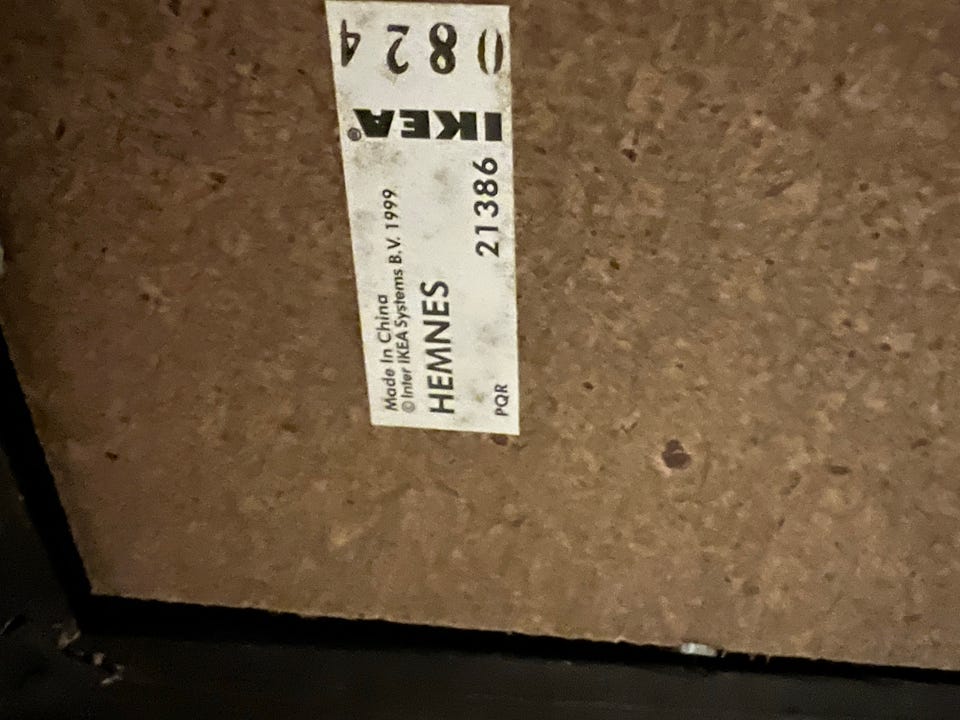 0824
IKEA®
Made In China
© Inter IKEA Systems B.V. 1999
HEMNES
21386
PQR